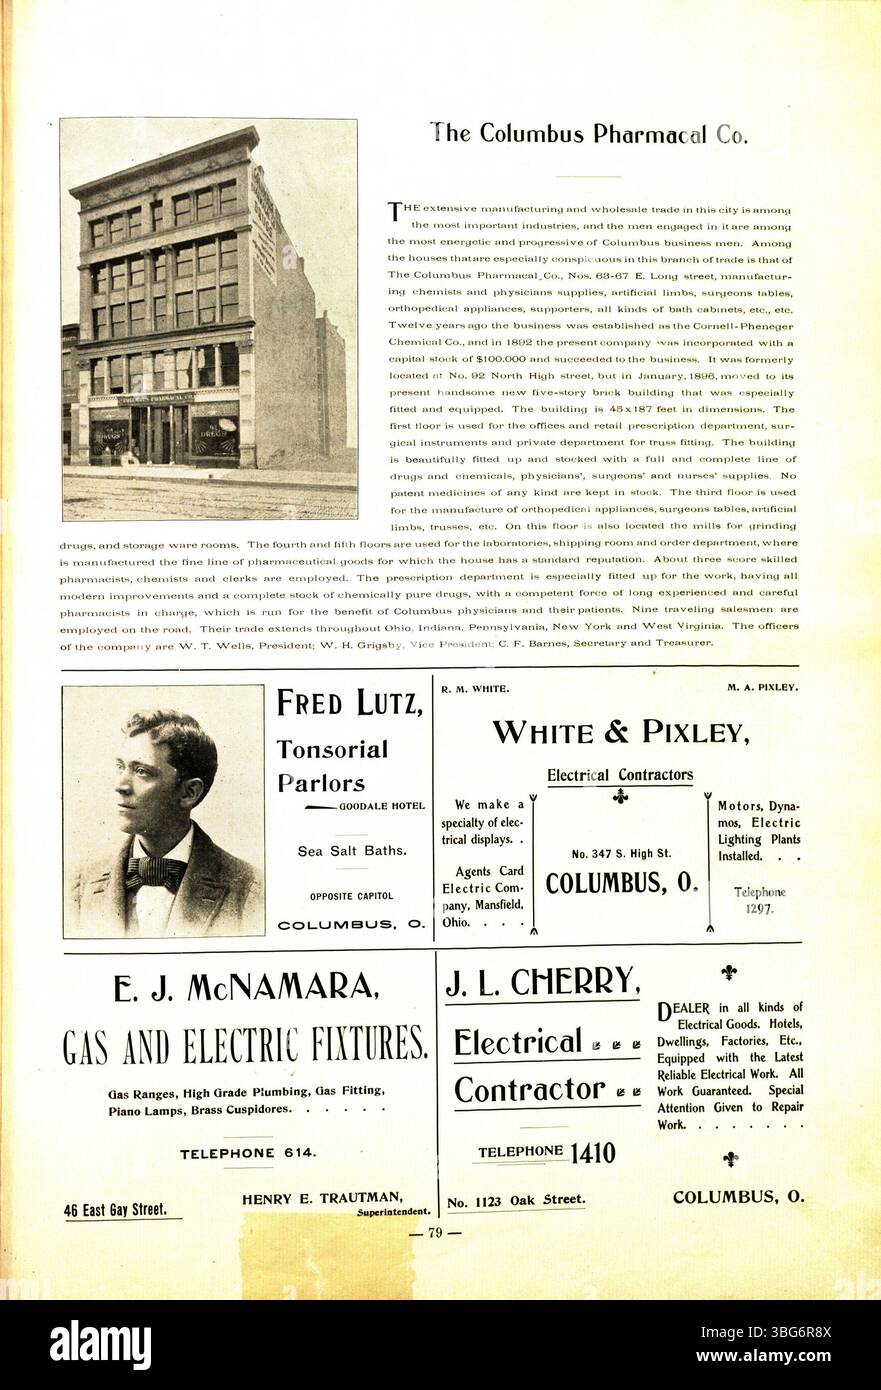 The Columbus Pharmacal Co.
THE extensive manufacturing and wholesale trade in this city is among
the most important industries, and the men engaged in it are among
the most energetic and progressive of Columbus business men. Among
the houses that are especially conspicuous in this branch of trade is that of
The Columbus Pharmacal Co., Nos. 63-67 E. Long street, manufactur-
ing chemists and physicians supplies, artificial limbs, surgeons tables,
orthopedical appliances, supporters, all kinds of bath cabinets, etc., etc.
Twelve years ago the business was established as the Cornell-Pheneger
Chemical Co., and in 1892 the present company was incorporated with a
capital stock of $100.000 and succeeded to the business. It was formerly
located at No. 92 North High street, but in January, 1896, moved to its
present handsome new five-story brick building that was especially
fitted and equipped. The building is 45x187 feet in dimensions. The
first floor is used for the offices and retail prescription department, sur-
gical instruments and private department for truss fitting. The building
is beautifully fitted up and stocked with a full and complete line of
drugs and chemicals, physicians', surgeons' and nurses' supplies. No
patent medicines of any kind are kept in stock. The third floor is used
for the manufacture of orthopedical appliances, surgeons tables, artificial
limbs, trusses, etc. On this floor is also located the mills for grinding
drugs, and storage ware rooms. The fourth and fifth floors are used for the laboratories, shipping room and order department, where
is manufactured the fine line of pharmaceutical goods for which the house has a standard reputation. About three score skilled
pharmacists, chemists and clerks are employed. The prescription department is especially fitted up for the work, having all
modern improvements and a complete stock of chemically pure drugs, with a competent force of long experienced and careful
pharmacists in charge, which is run for the benefit of Columbus physicians and their patients. Nine traveling salesmen are
employed on the road. Their trade extends throughout Ohio, Indiana, Pennsylvania, New York and West Virginia. The officers
of the company are W. T. Wells, President; W. H. Grigsby, Vice President; C. F. Barnes, Secretary and Treasurer.
FRED LUTZ,
Tonsorial
Parlors
GOODALE HOTEL
Sea Salt Baths.
OPPOSITE CAPITOL
COLUMBUS, O.
R. M. WHITE.
M. A. PIXLEY.
WHITE & PIXLEY,
Electrical Contractors
We make a
specialty of elec-
trical displays. .
Agents Card
Electric Com-
pany, Mansfield,
Ohio. . . .
No. 347 S. High St.
COLUMBUS, O.
Motors, Dyna-
mos, Electric
Lighting Plants
Installed. . .
Telephone
1297.
E. J. McNAMARA,
GAS AND ELECTRIC FIXTURES.
Gas Ranges, High Grade Plumbing, Gas Fitting,
Piano Lamps, Brass Cuspidores. . . . . .
TELEPHONE 614.
46 East Gay Street.
HENRY E. TRAUTMAN,
Superintendent.
J. L. CHERRY,
Electrical
Contractor
TELEPHONE 1410
No. 1123 Oak Street.
DEALER in all kinds of
Electrical Goods. Hotels,
Dwellings, Factories, Etc.,
Equipped with the Latest
Reliable Electrical Work. All
Work Guaranteed. Special
Attention Given to Repair
Work. . . . . . . .
COLUMBUS, O.
— 79 —
alamy
Image ID: 3BG6R8X
www.alamy.com